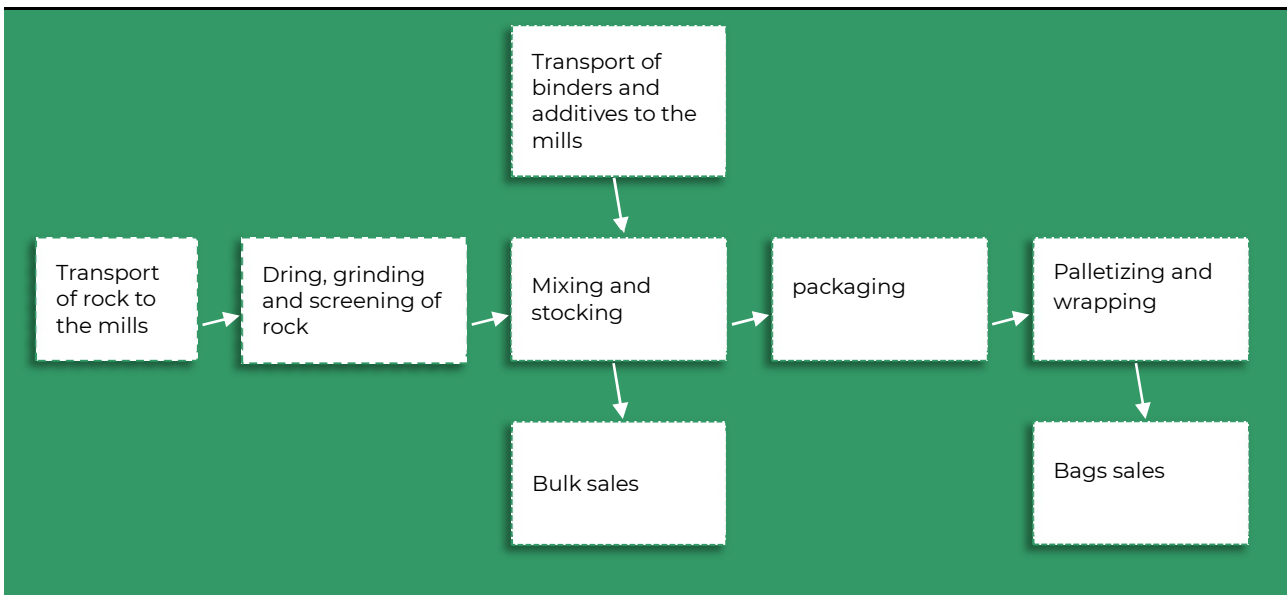 Transport of
binders and
additives to the
mills
Transport
of rock to
the mills
Dring, grinding
and screening of
rock
Mixing and
stocking
packaging
Palletizing and
wrapping
Bulk sales
Bags sales